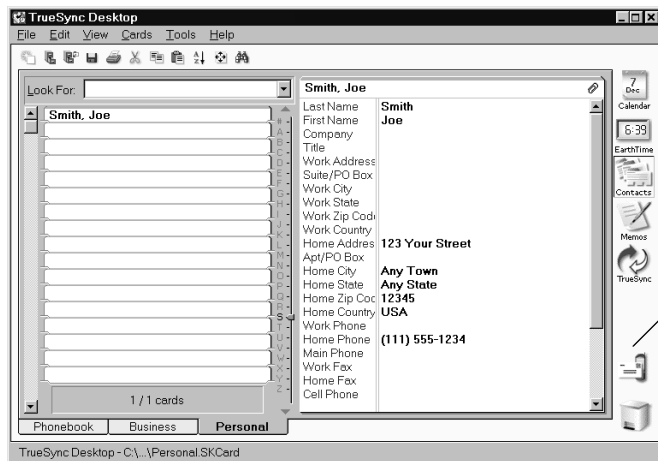 TrueSync Desktop
File Edit View Cards Tools Help
Look For:
Smith, Joe
#
A
B
C
D
E
F
G
H
I
J
K
L
M
N
O
P
Q
R
S
T
U
V
W
X
Y
Z
1 / 1 cards
Phonebook Business Personal
Smith, Joe
Last Name Smith
First Name Joe
Company
Title
Work Address
Suite/PO Box
Work City
Work State
Work Zip Code
Work Country
Home Addres 123 Your Street
Apt/PO Box
Home City Any Town
Home State Any State
Home Zip Coc 12345
Home Country USA
Work Phone
Home Phone (111) 555-1234
Main Phone
Work Fax
Home Fax
Cell Phone
7
Dec
Calendar
6:39
EarthTime
Contacts
Memos
TrueSync
TrueSync Desktop - C:\...\Personal.SKCard